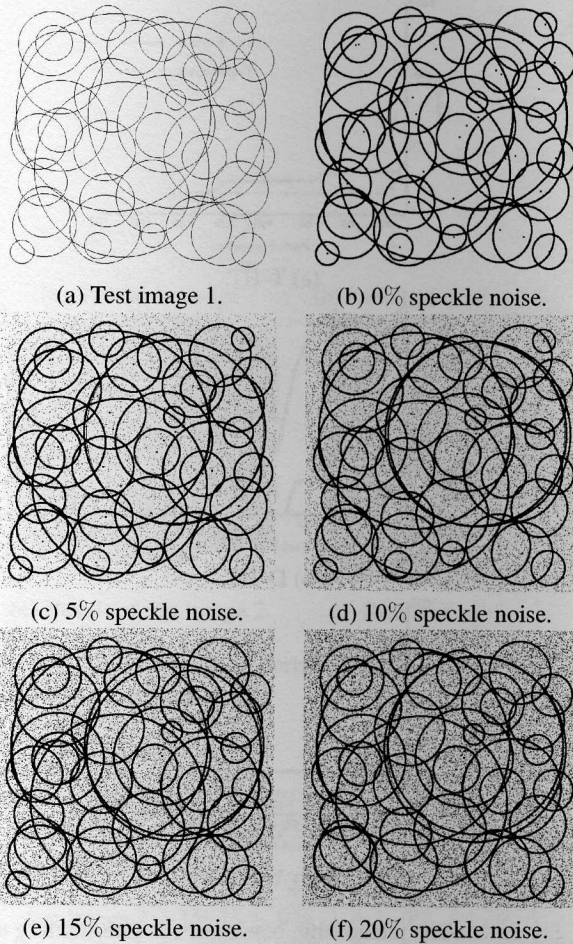 (a) Test image 1.
(b) 0% speckle noise.
(c) 5% speckle noise.
(d) 10% speckle noise.
(e) 15% speckle noise.
(f) 20% speckle noise.